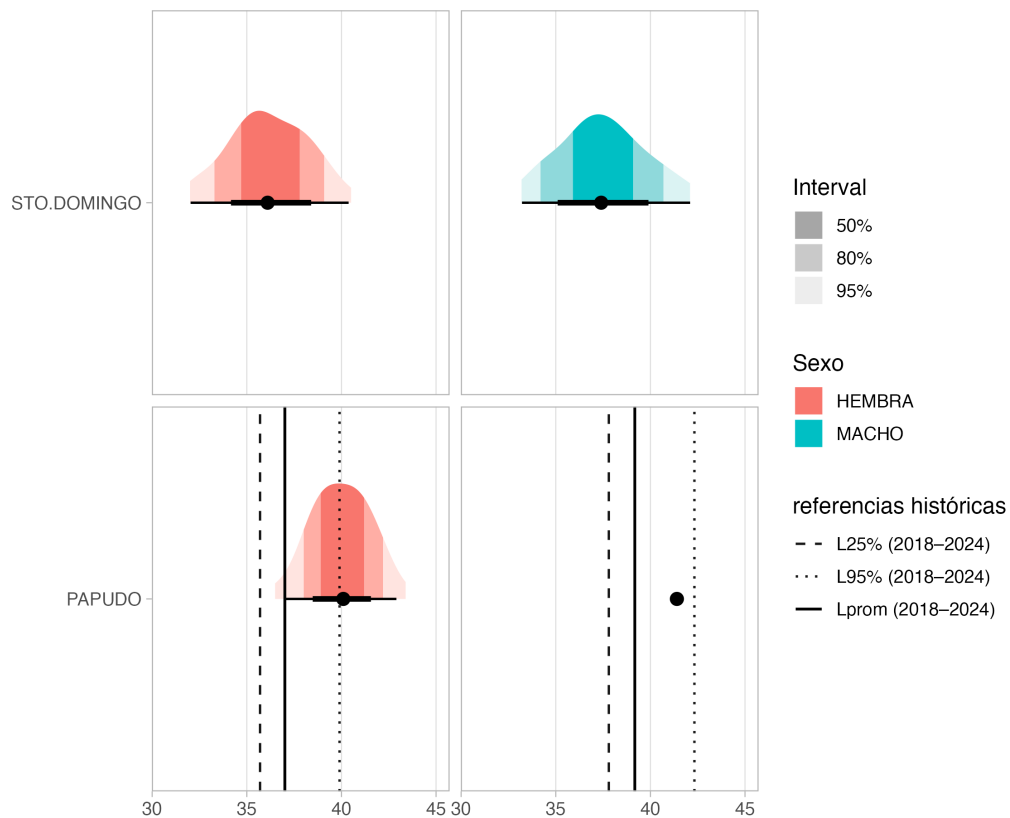 STO.DOMINGO
PAPUDO
30 35 40 45 30 35 40 45
Interval
50%
80%
95%
Sexo
HEMBRA
MACHO
referencias históricas
L25% (2018–2024)
L95% (2018–2024)
Lprom (2018–2024)